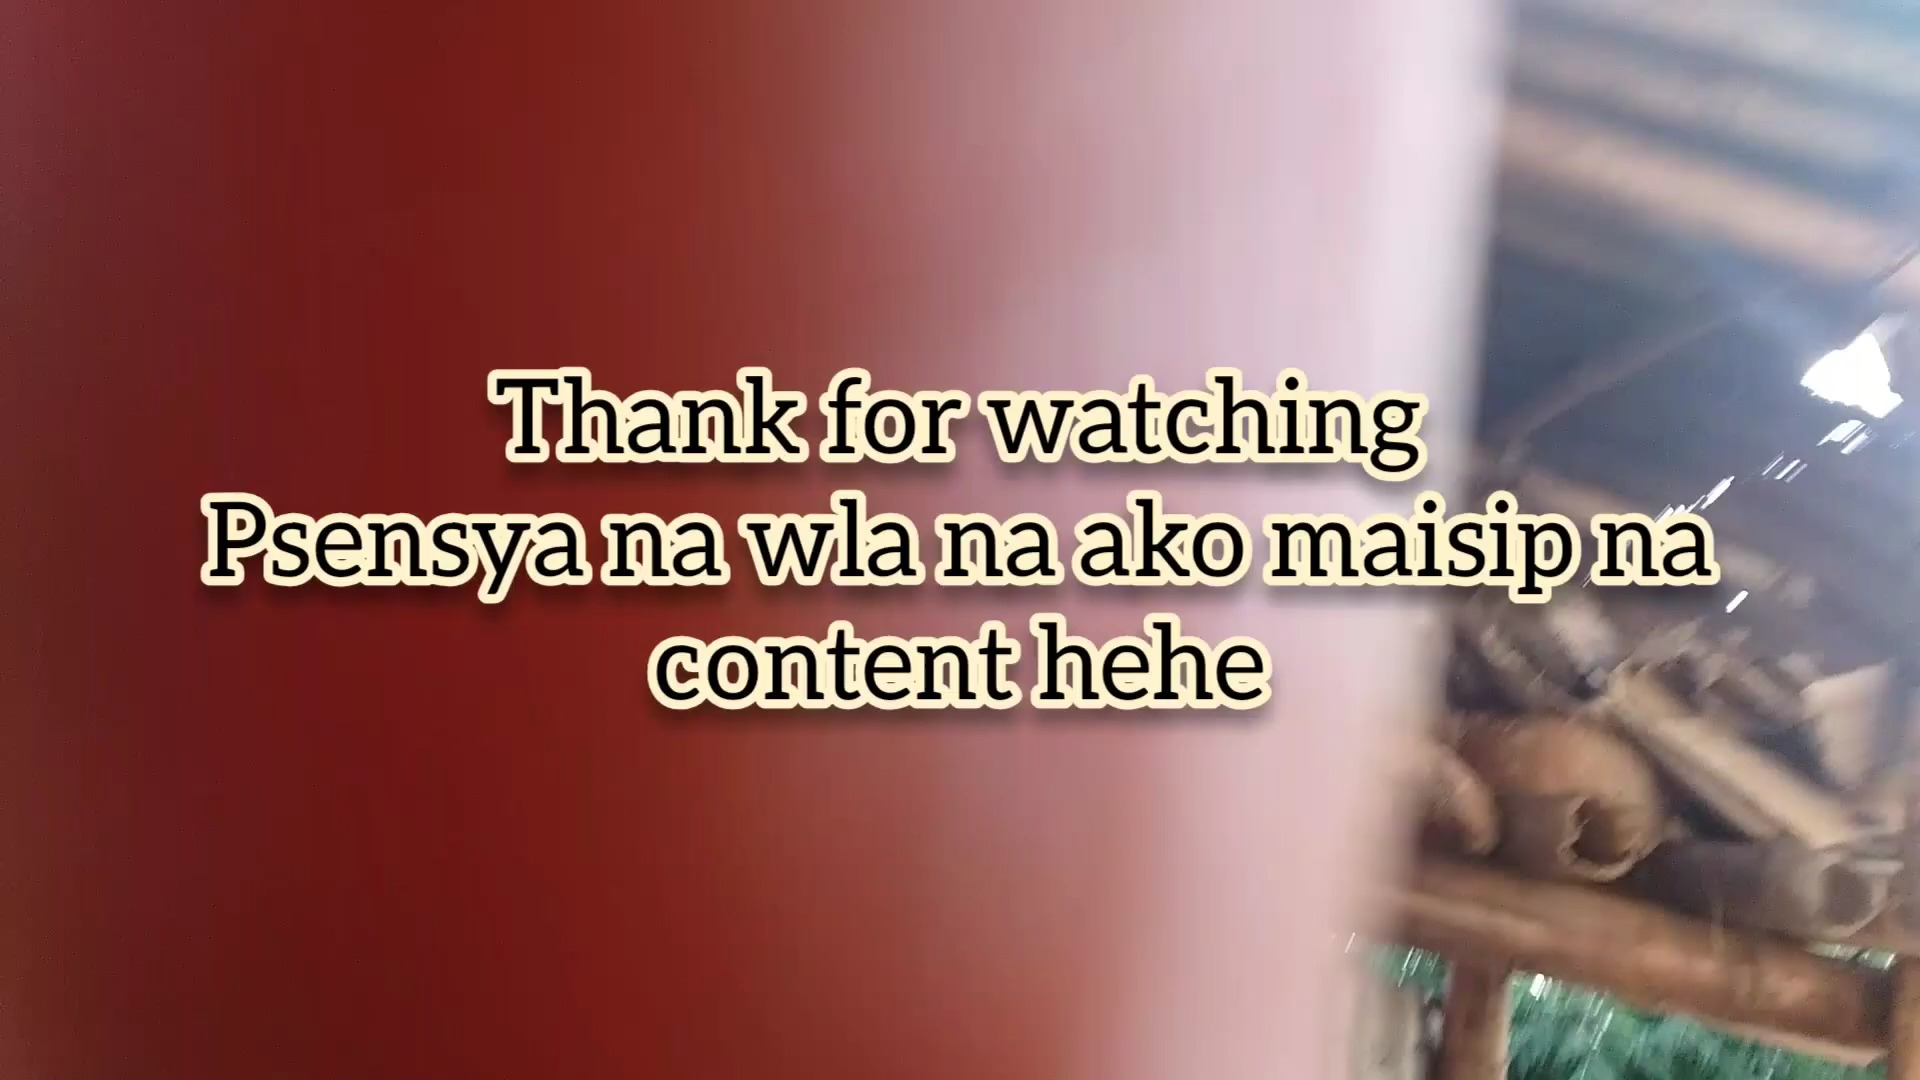 Thank for watching
Psensya na wla na ako maisip na
content hehe